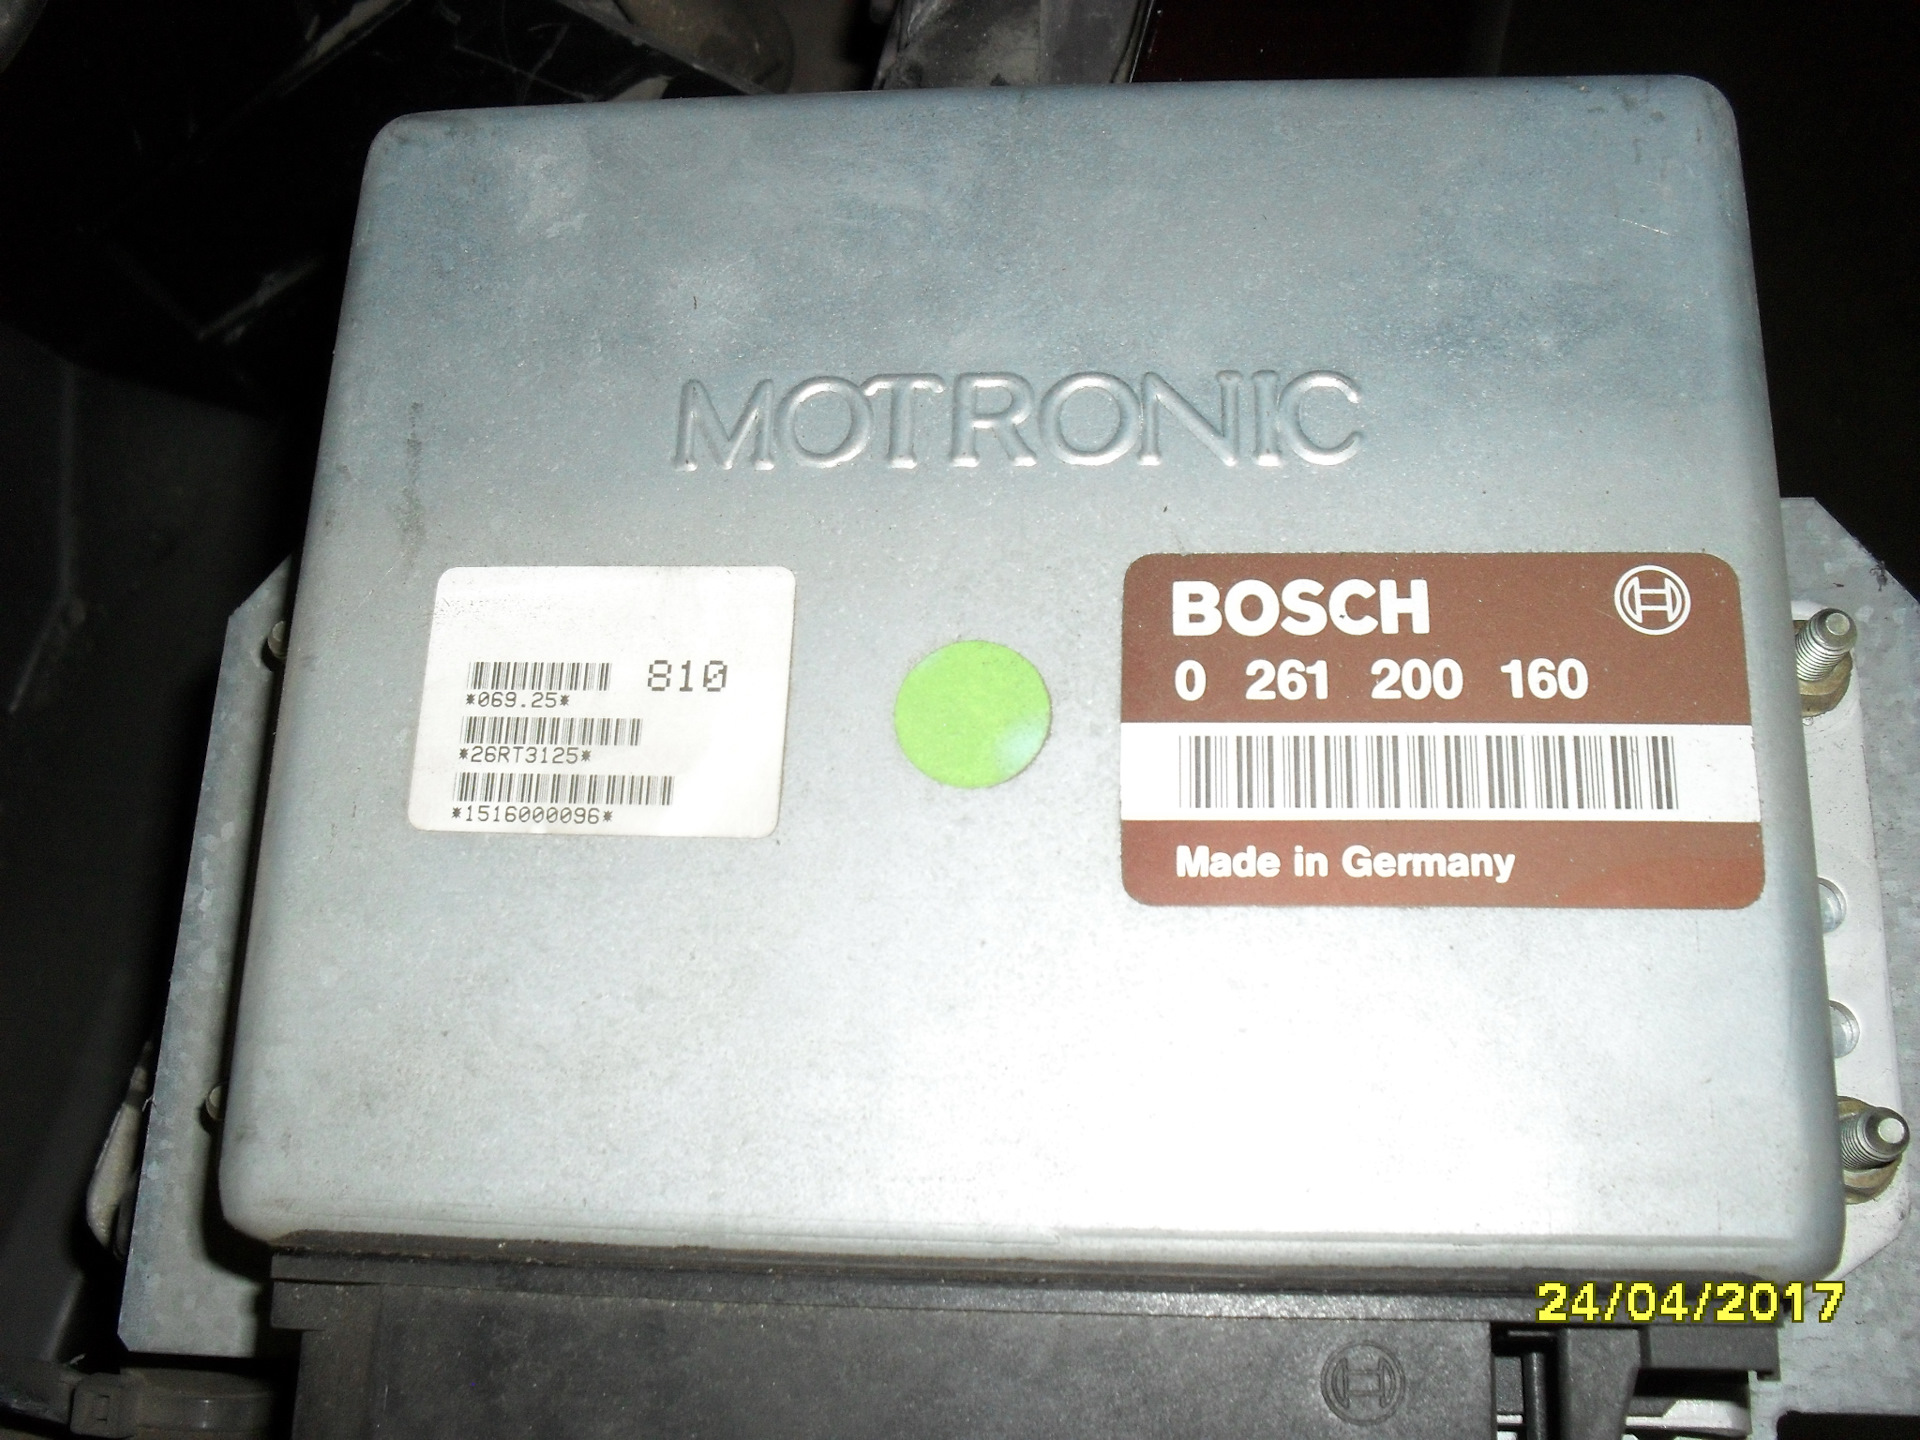 MOTRONIC
810
*069.25*
*26RT3125*
*1516000096*
BOSCH
0 261 200 160
Made in Germany
24/04/2017